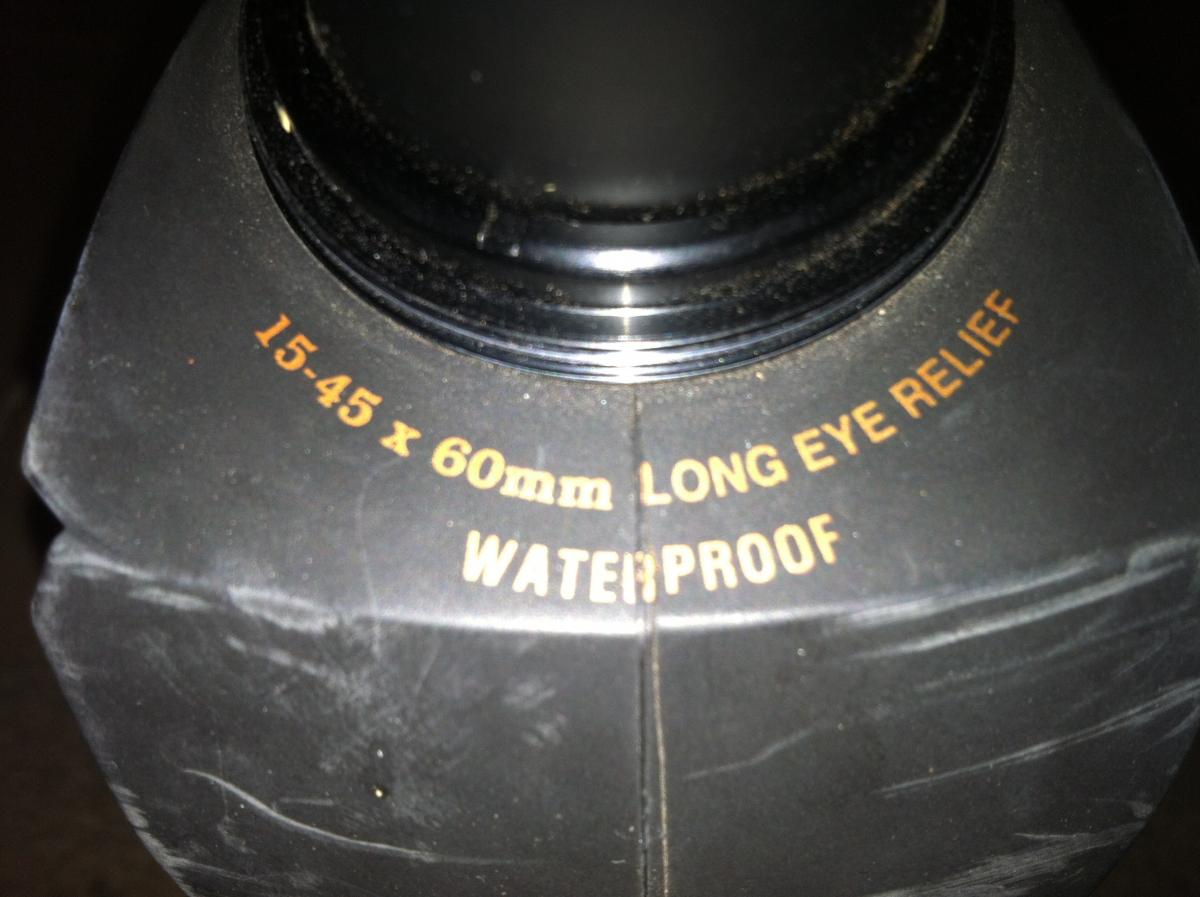 15-45 x 60mm LONG EYE RELIEF
WATERPROOF